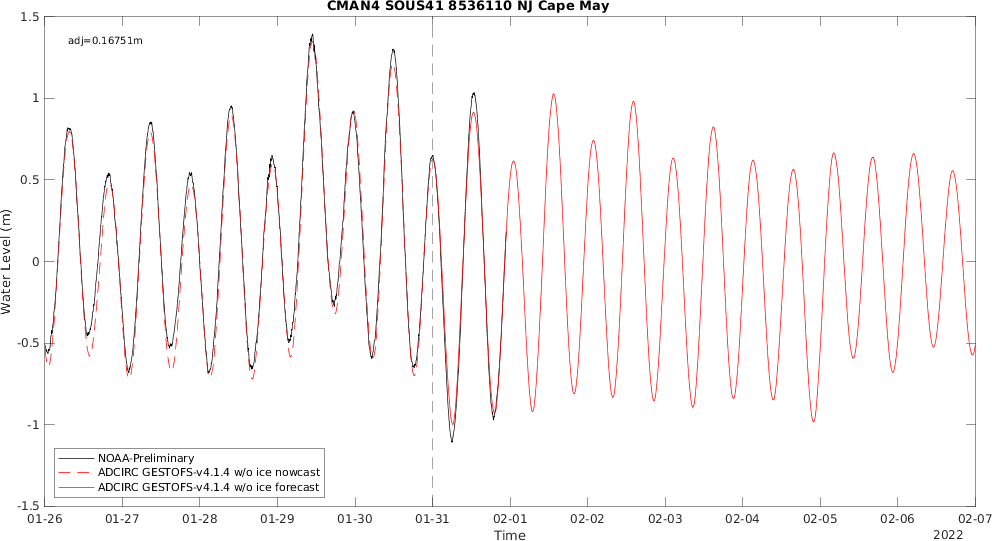 CMAN4 SOUS41 8536110 NJ Cape May
adj=0.16751m
1.5
1
0.5
0
-0.5
-1
-1.5
Water Level (m)
NOAA-Preliminary
ADCIRC GESTOFS-v4.1.4 w/o ice nowcast
ADCIRC GESTOFS-v4.1.4 w/o ice forecast
01-26 01-27 01-28 01-29 01-30 01-31 02-01 02-02 02-03 02-04 02-05 02-06 02-07
Time
2022